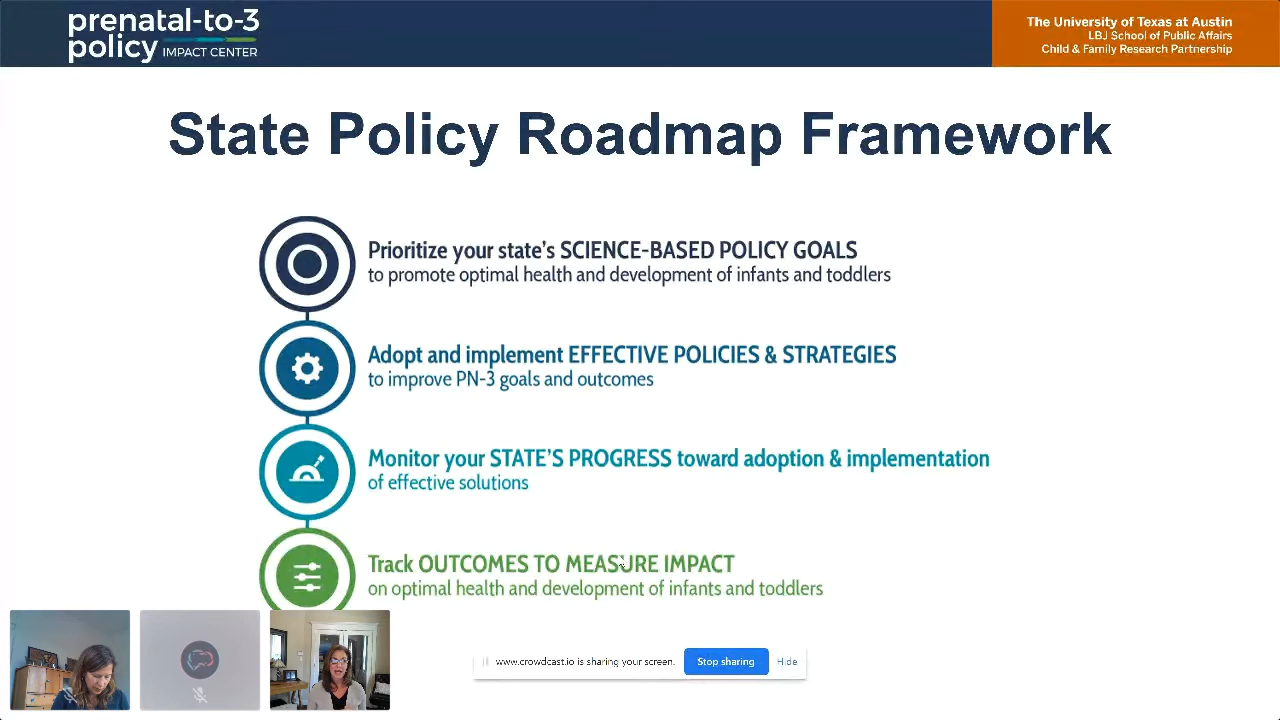 prenatal-to-3
policy IMPACT CENTER
The University of Texas at Austin
LBJ School of Public Affairs
Child & Family Research Partnership
State Policy Roadmap Framework
Prioritize your state's SCIENCE-BASED POLICY GOALS
to promote optimal health and development of infants and toddlers
Adopt and implement EFFECTIVE POLICIES & STRATEGIES
to improve PN-3 goals and outcomes
Monitor your STATE'S PROGRESS toward adoption & implementation
of effective solutions
Track OUTCOMES TO MEASURE IMPACT
on optimal health and development of infants and toddlers
www.crowdcast.io is sharing your screen.
Stop sharing
Hide